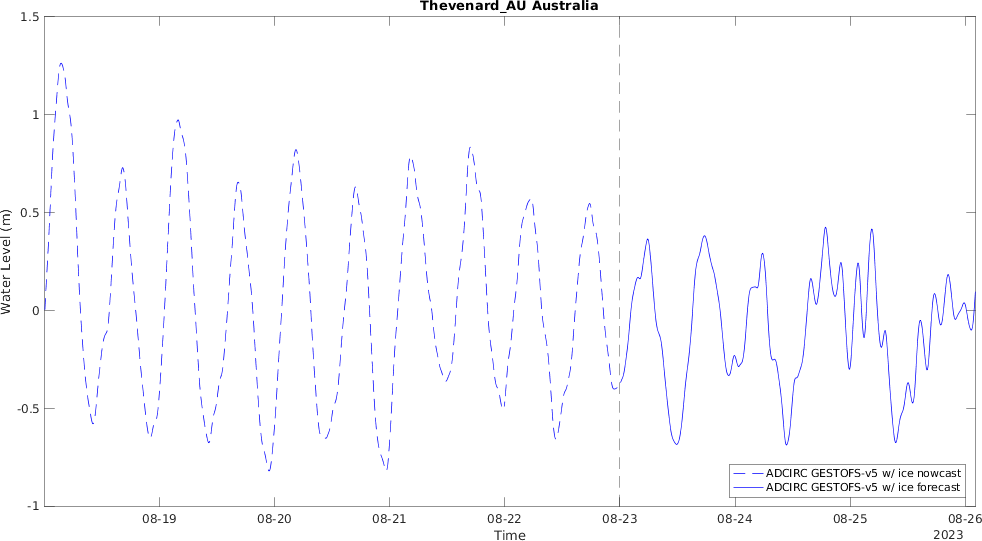 Thevenard_AU Australia
Water Level (m)
1.5
1
0.5
0
-0.5
-1
08-19 08-20 08-21 08-22 08-23 08-24 08-25 08-26
2023
Time
ADCIRC GESTOFS-v5 w/ ice nowcast
ADCIRC GESTOFS-v5 w/ ice forecast